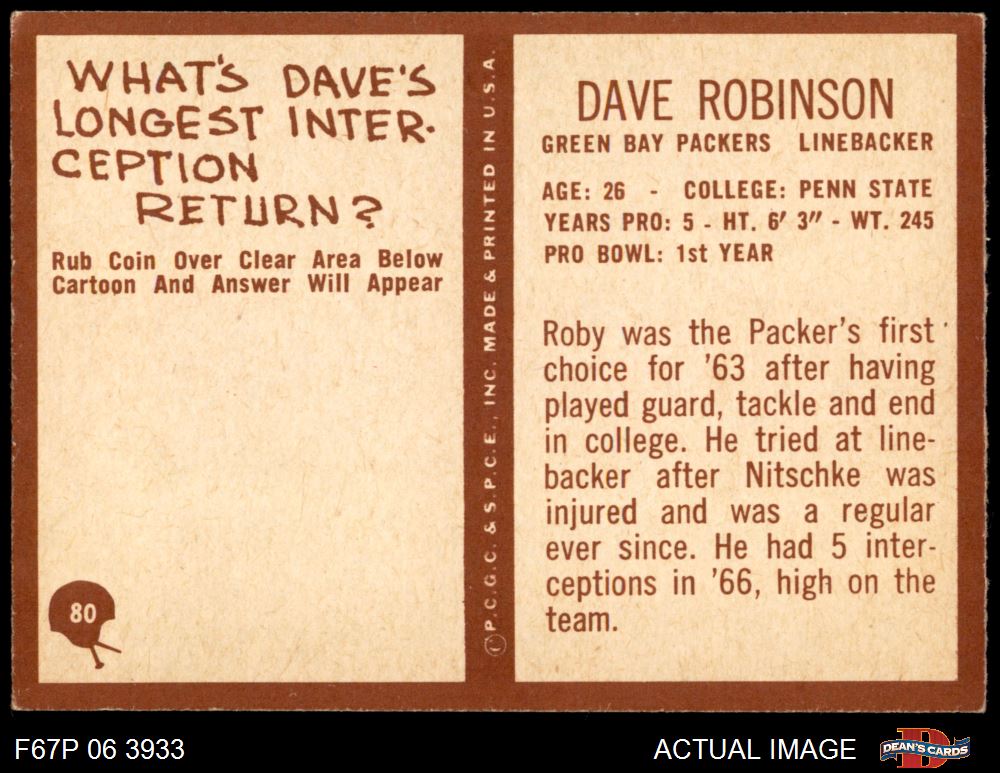 WHAT'S DAVE'S
LONGEST INTER-
CEPTION
RETURN?
Rub Coin Over Clear Area Below
Cartoon And Answer Will Appear
80
© P.C.G.C. & S.P.C.E., INC. MADE & PRINTED IN U.S.A.
DAVE ROBINSON
GREEN BAY PACKERS LINEBACKER
AGE: 26 - COLLEGE: PENN STATE
YEARS PRO: 5 - HT. 6' 3" - WT. 245
PRO BOWL: 1st YEAR
Roby was the Packer's first
choice for '63 after having
played guard, tackle and end
in college. He tried at line-
backer after Nitschke was
injured and was a regular
ever since. He had 5 inter-
ceptions in '66, high on the
team.
F67P 06 3933
ACTUAL IMAGE
DEAN'S CARDS